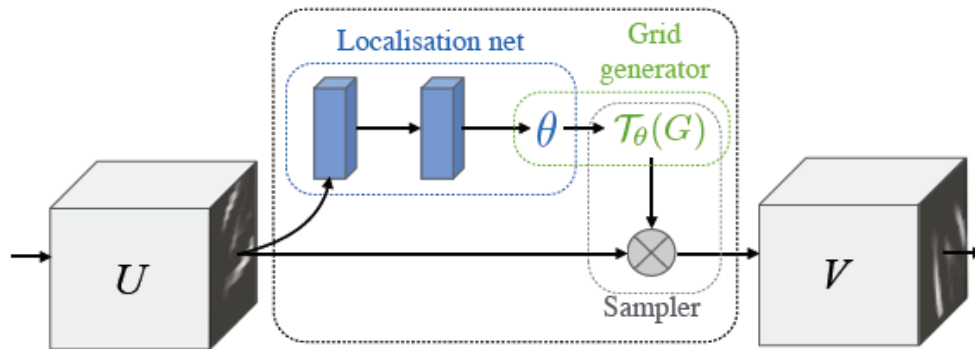 Localisation net
Grid
generator
θ
𝒯θ(G)
U
V
Sampler